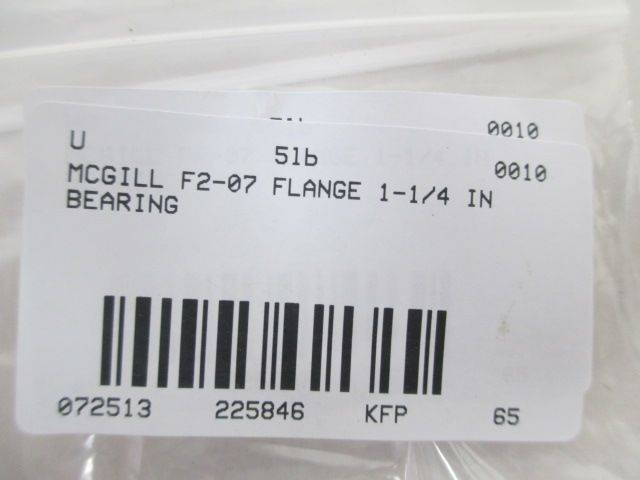 0010
U 51b 0010
MCGILL F2-07 FLANGE 1-1/4 IN
BEARING
072513 225846 KFP 65